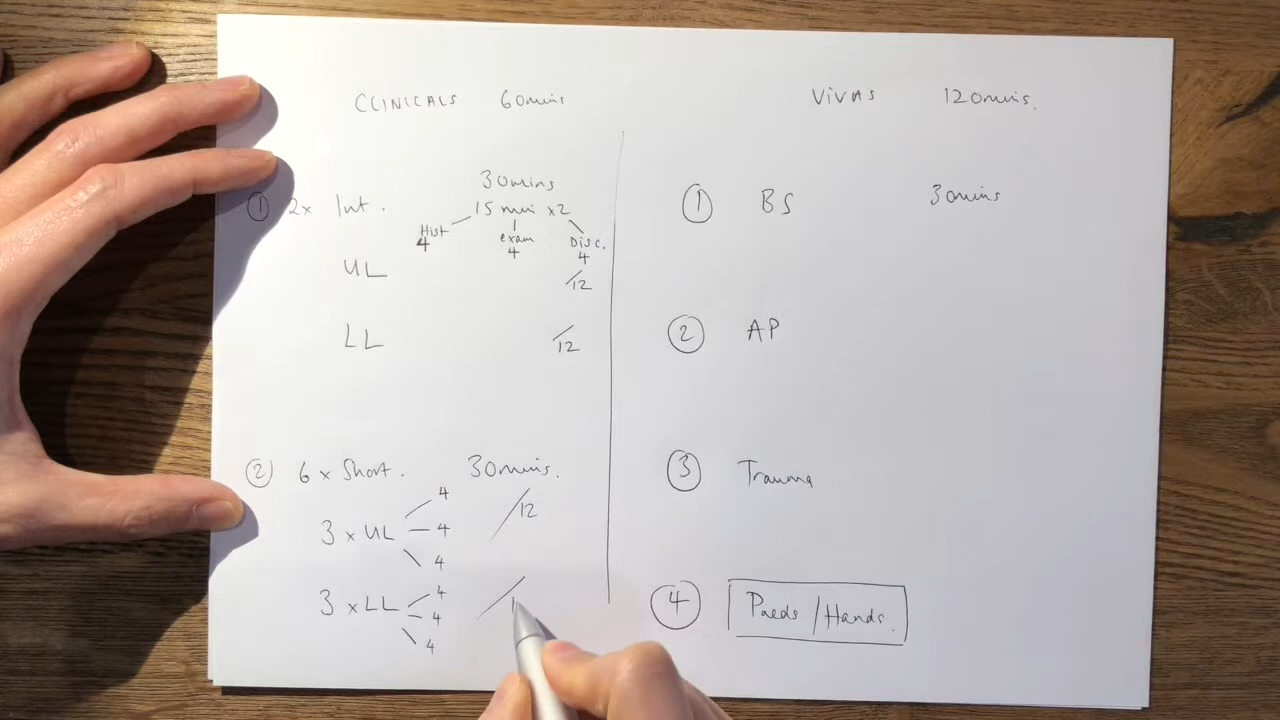 CLINICALS 60mins
① 2x Int.
30mins
15 min x2
Hist exam Disc.
4 4 4
UL /12
LL /12
② 6 x Short. 30mins.
3 x UL 4 4 4 /12
3 x LL 4 4 4 /1
VIVAS 120mins.
① BS 30mins
② AP
③ Trauma
④ Paeds/Hands.